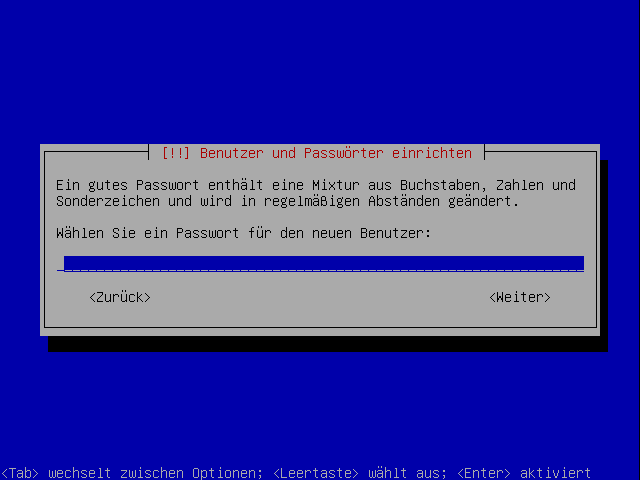 [!!] Benutzer und Passwörter einrichten
Ein gutes Passwort enthält eine Mixtur aus Buchstaben, Zahlen und
Sonderzeichen und wird in regelmäßigen Abständen geändert.
Wählen Sie ein Passwort für den neuen Benutzer:
<Zurück> <Weiter>
<Tab> wechselt zwischen Optionen; <Leertaste> wählt aus; <Enter> aktiviert